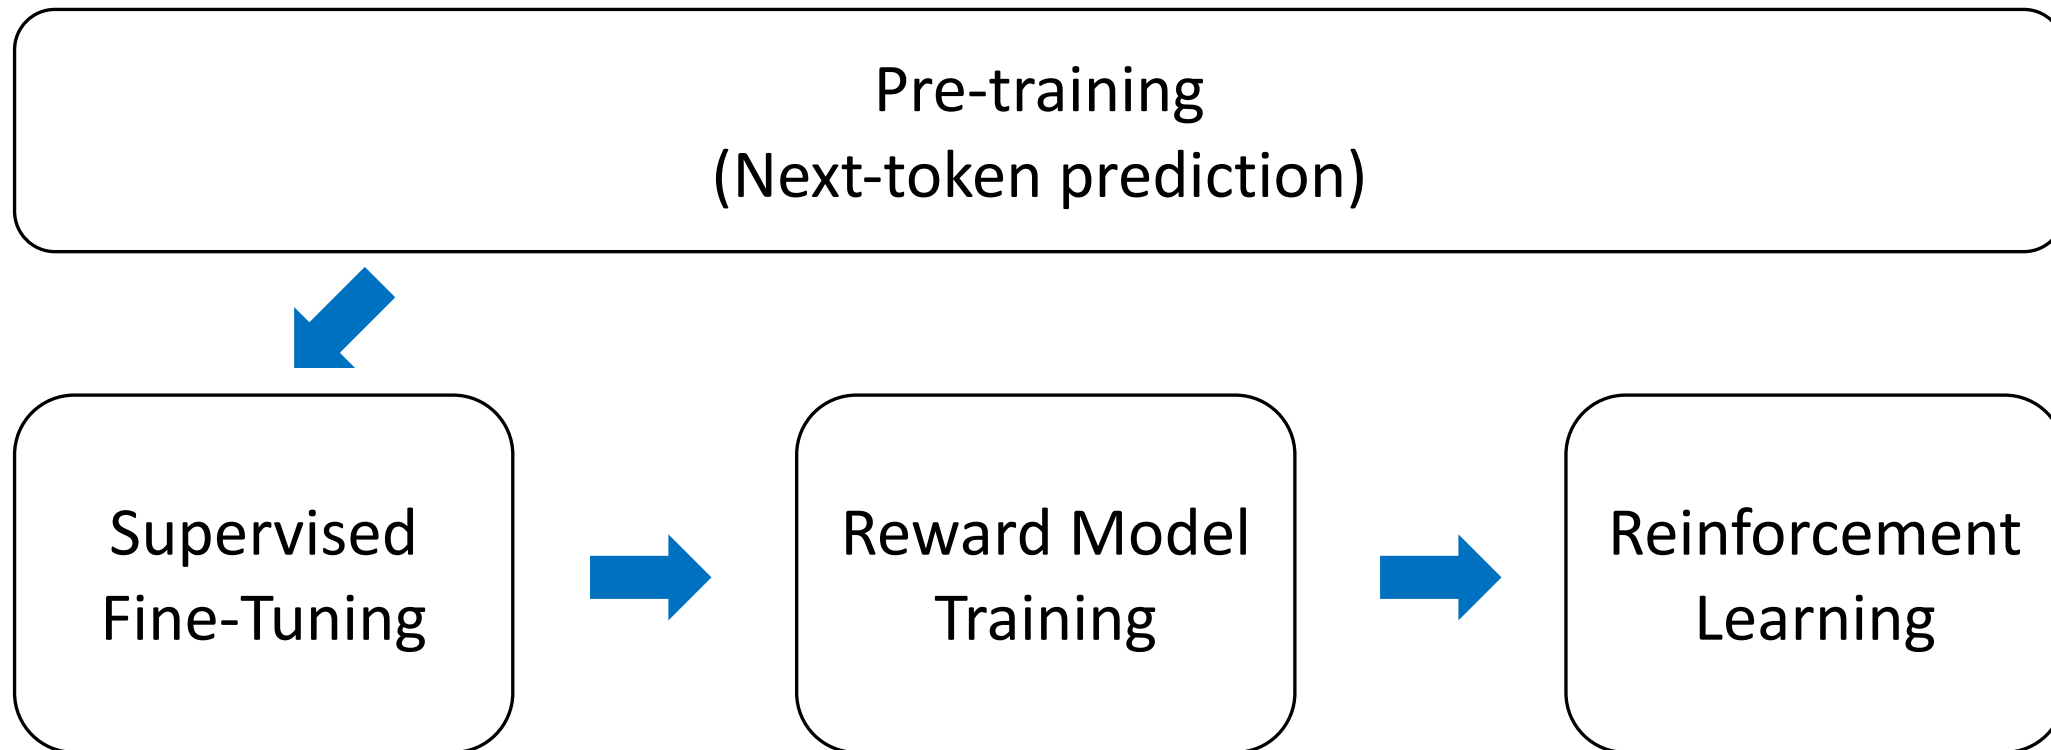 Pre-training
(Next-token prediction)
Supervised
Fine-Tuning
Reward Model
Training
Reinforcement
Learning